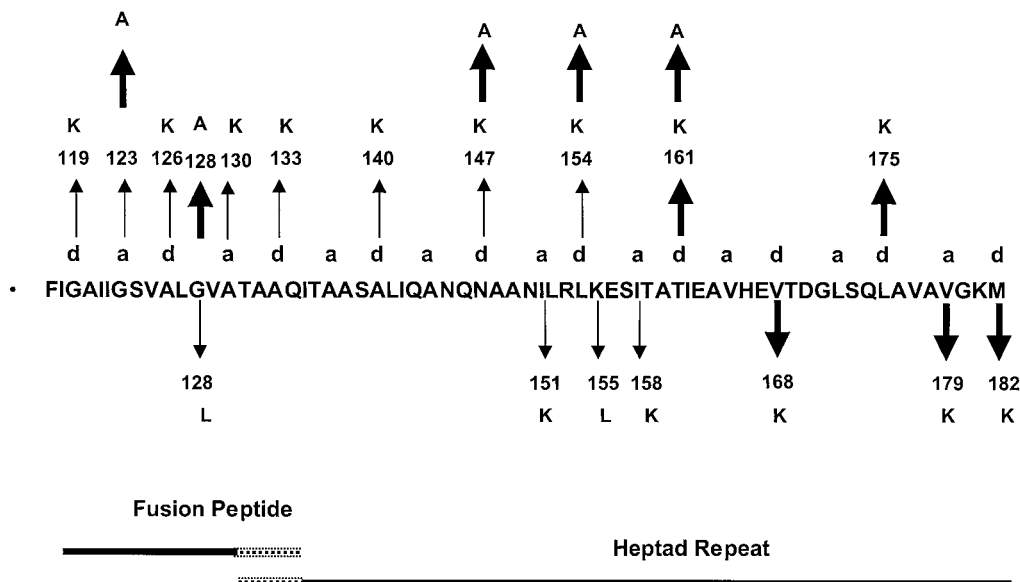 A A A A
K K A K K K K K K K
119 123 126 128 130 133 140 147 154 161 175
d a d a d a d a d a d a d a d a d a d
• FIGAIIGSVALGVATAAQITAASALIQANQNAANILRLKESITATIEAVHEVTDGLSQLAVAVGKM
128 151 155 158 168 179 182
L K L K K K K
Fusion Peptide
Heptad Repeat